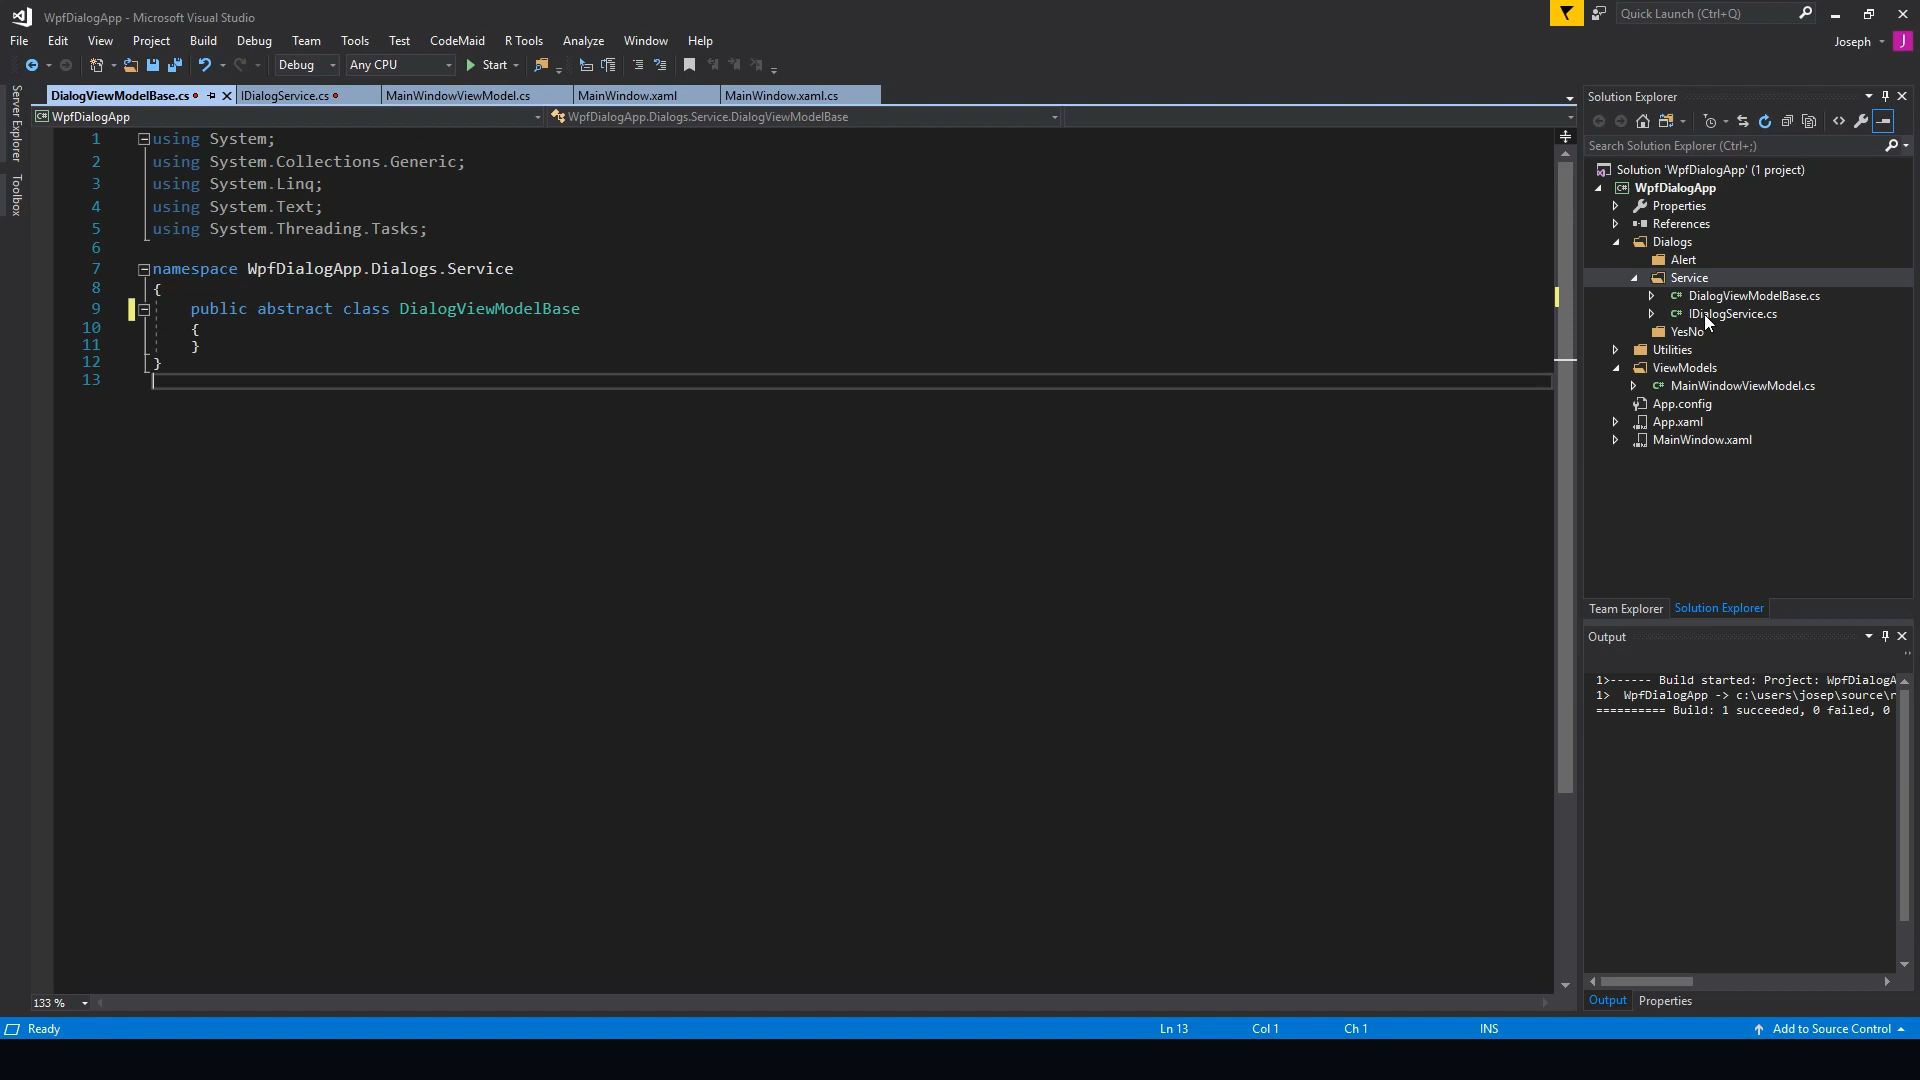 WpfDialogApp - Microsoft Visual Studio
Quick Launch (Ctrl+Q)
File Edit View Project Build Debug Team Tools Test CodeMaid R Tools Analyze Window Help
Joseph J
Debug Any CPU Start
Server Explorer
Toolbox
DialogViewModelBase.cs IDialogService.cs MainWindowViewModel.cs MainWindow.xaml MainWindow.xaml.cs
WpfDialogApp WpfDialogApp.Dialogs.Service.DialogViewModelBase
1 using System;
2 using System.Collections.Generic;
3 using System.Linq;
4 using System.Text;
5 using System.Threading.Tasks;
6
7 namespace WpfDialogApp.Dialogs.Service
8 {
9 public abstract class DialogViewModelBase
10 {
11 }
12 }
13
133 %
Solution Explorer
Search Solution Explorer (Ctrl+;)
Solution 'WpfDialogApp' (1 project)
C# WpfDialogApp
Properties
References
Dialogs
Alert
Service
C# DialogViewModelBase.cs
C# IDialogService.cs
YesNo
Utilities
ViewModels
C# MainWindowViewModel.cs
App.config
App.xaml
MainWindow.xaml
Team Explorer Solution Explorer
Output
1>------ Build started: Project: WpfDialogA
1> WpfDialogApp -> c:\users\josep\source\r
========== Build: 1 succeeded, 0 failed, 0
Output Properties
Ready Ln 13 Col 1 Ch 1 INS Add to Source Control